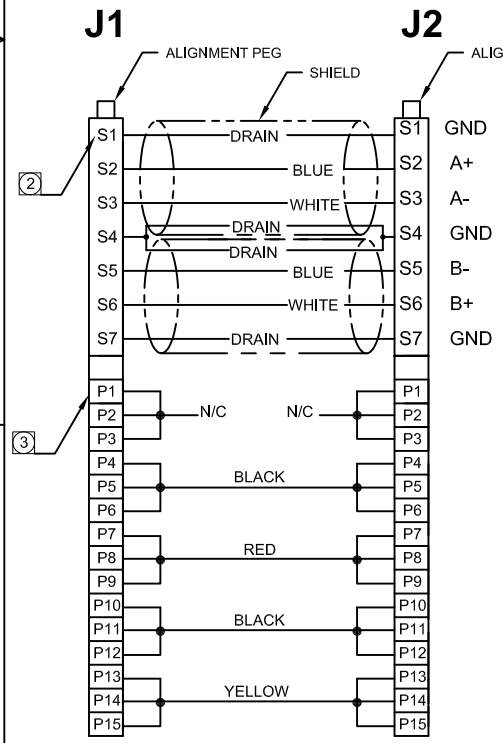 J1 J2
ALIGNMENT PEG ALIG
SHIELD
S1 DRAIN S1 GND
2
S2 BLUE S2 A+
S3 WHITE S3 A-
S4 DRAIN S4 GND
DRAIN
S5 BLUE S5 B-
S6 WHITE S6 B+
S7 DRAIN S7 GND
P1 P1
P2 N/C N/C P2
3
P3 P3
P4 P4
P5 BLACK P5
P6 P6
P7 P7
P8 RED P8
P9 P9
P10 P10
P11 BLACK P11
P12 P12
P13 P13
P14 YELLOW P14
P15 P15